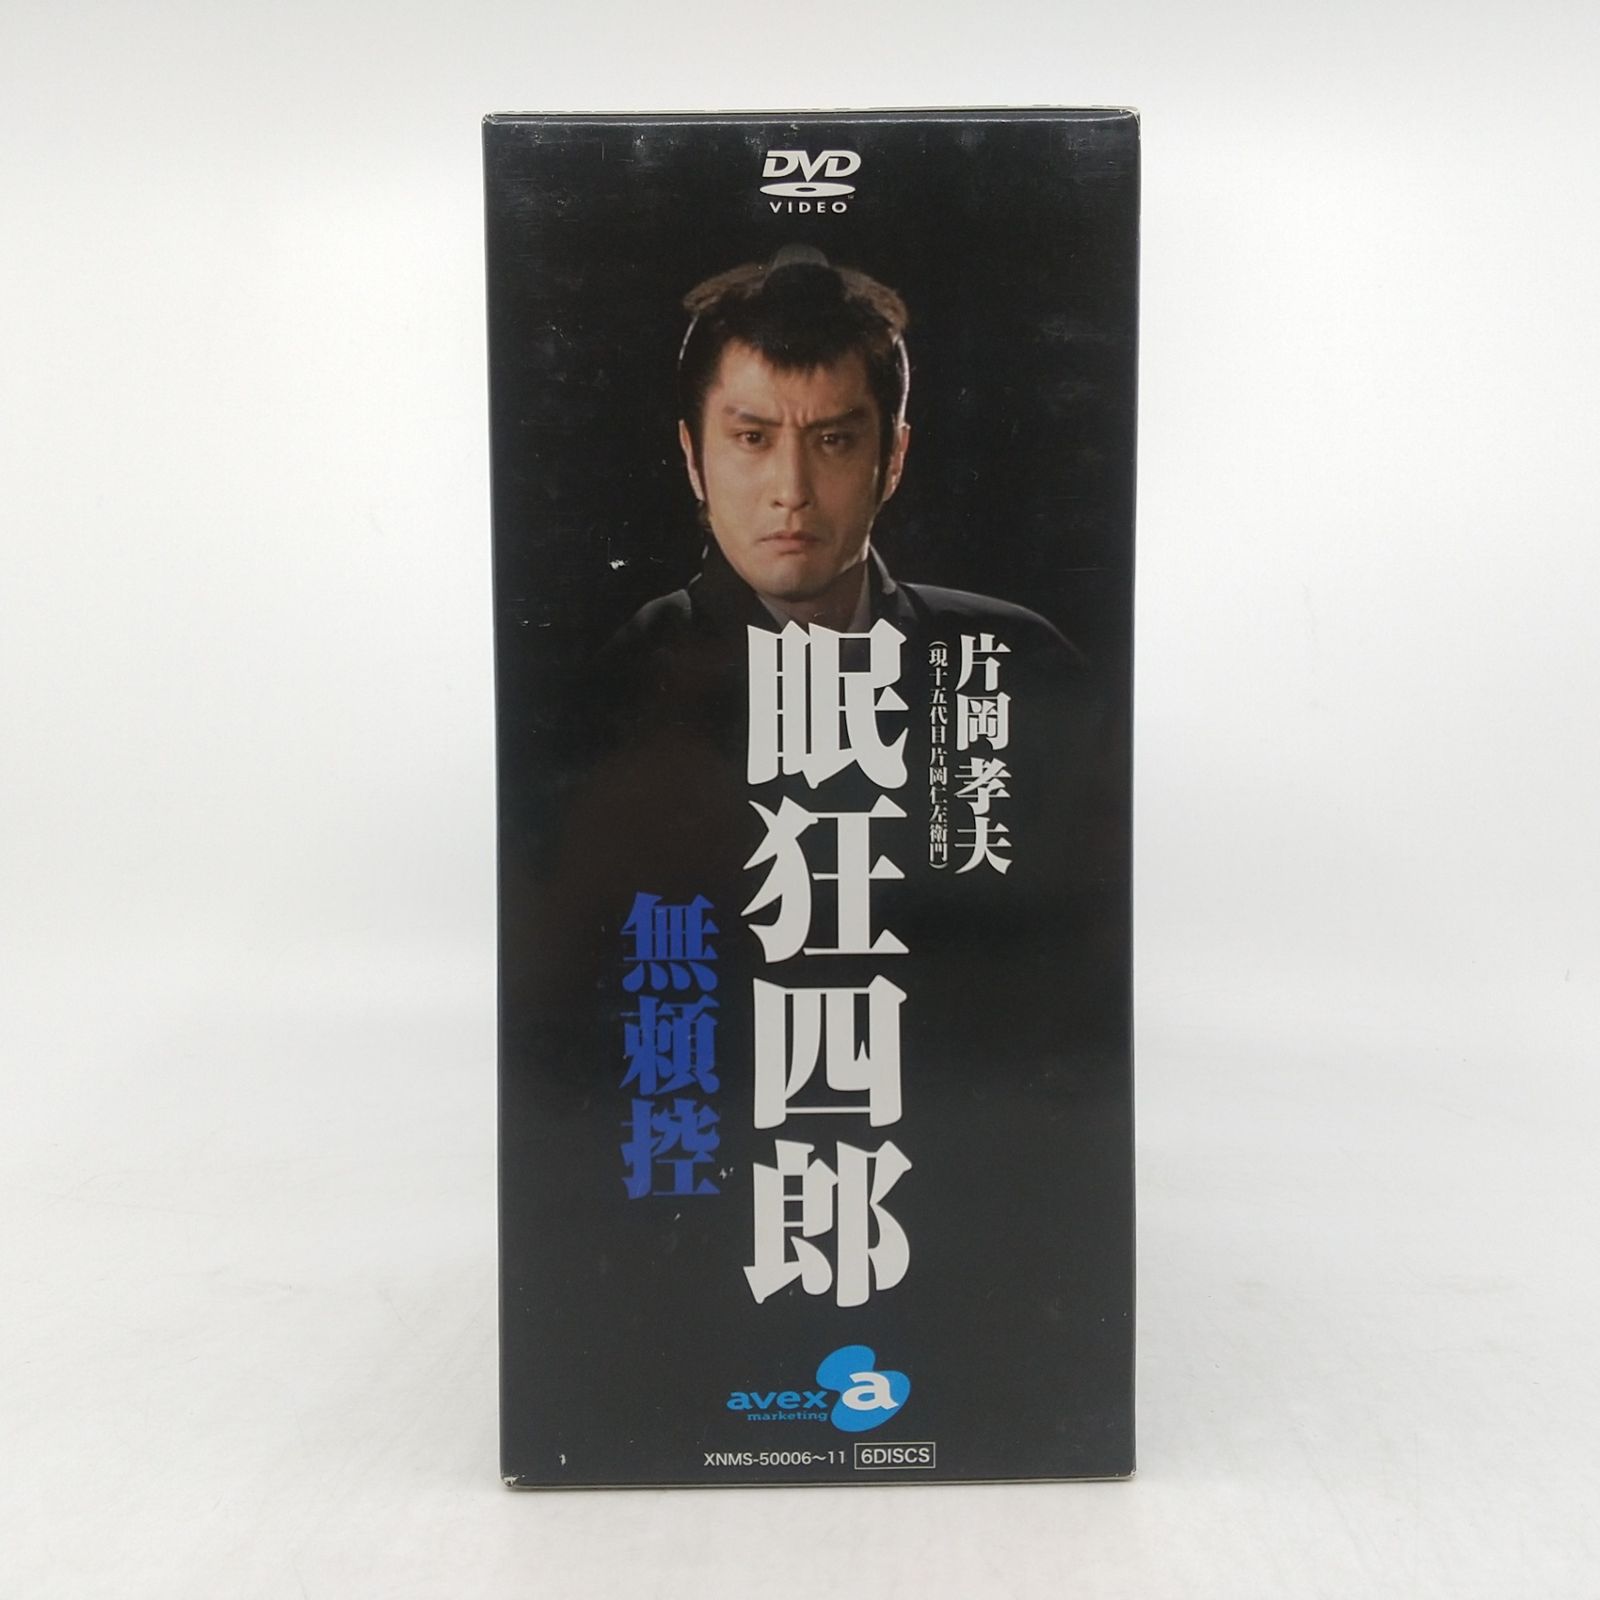 DVD
VIDEO
片岡孝夫
（現十五代目片岡仁左衛門）
眠狂四郎
無頼控
avex a
marketing
XNMS-50006〜11 6DISCS